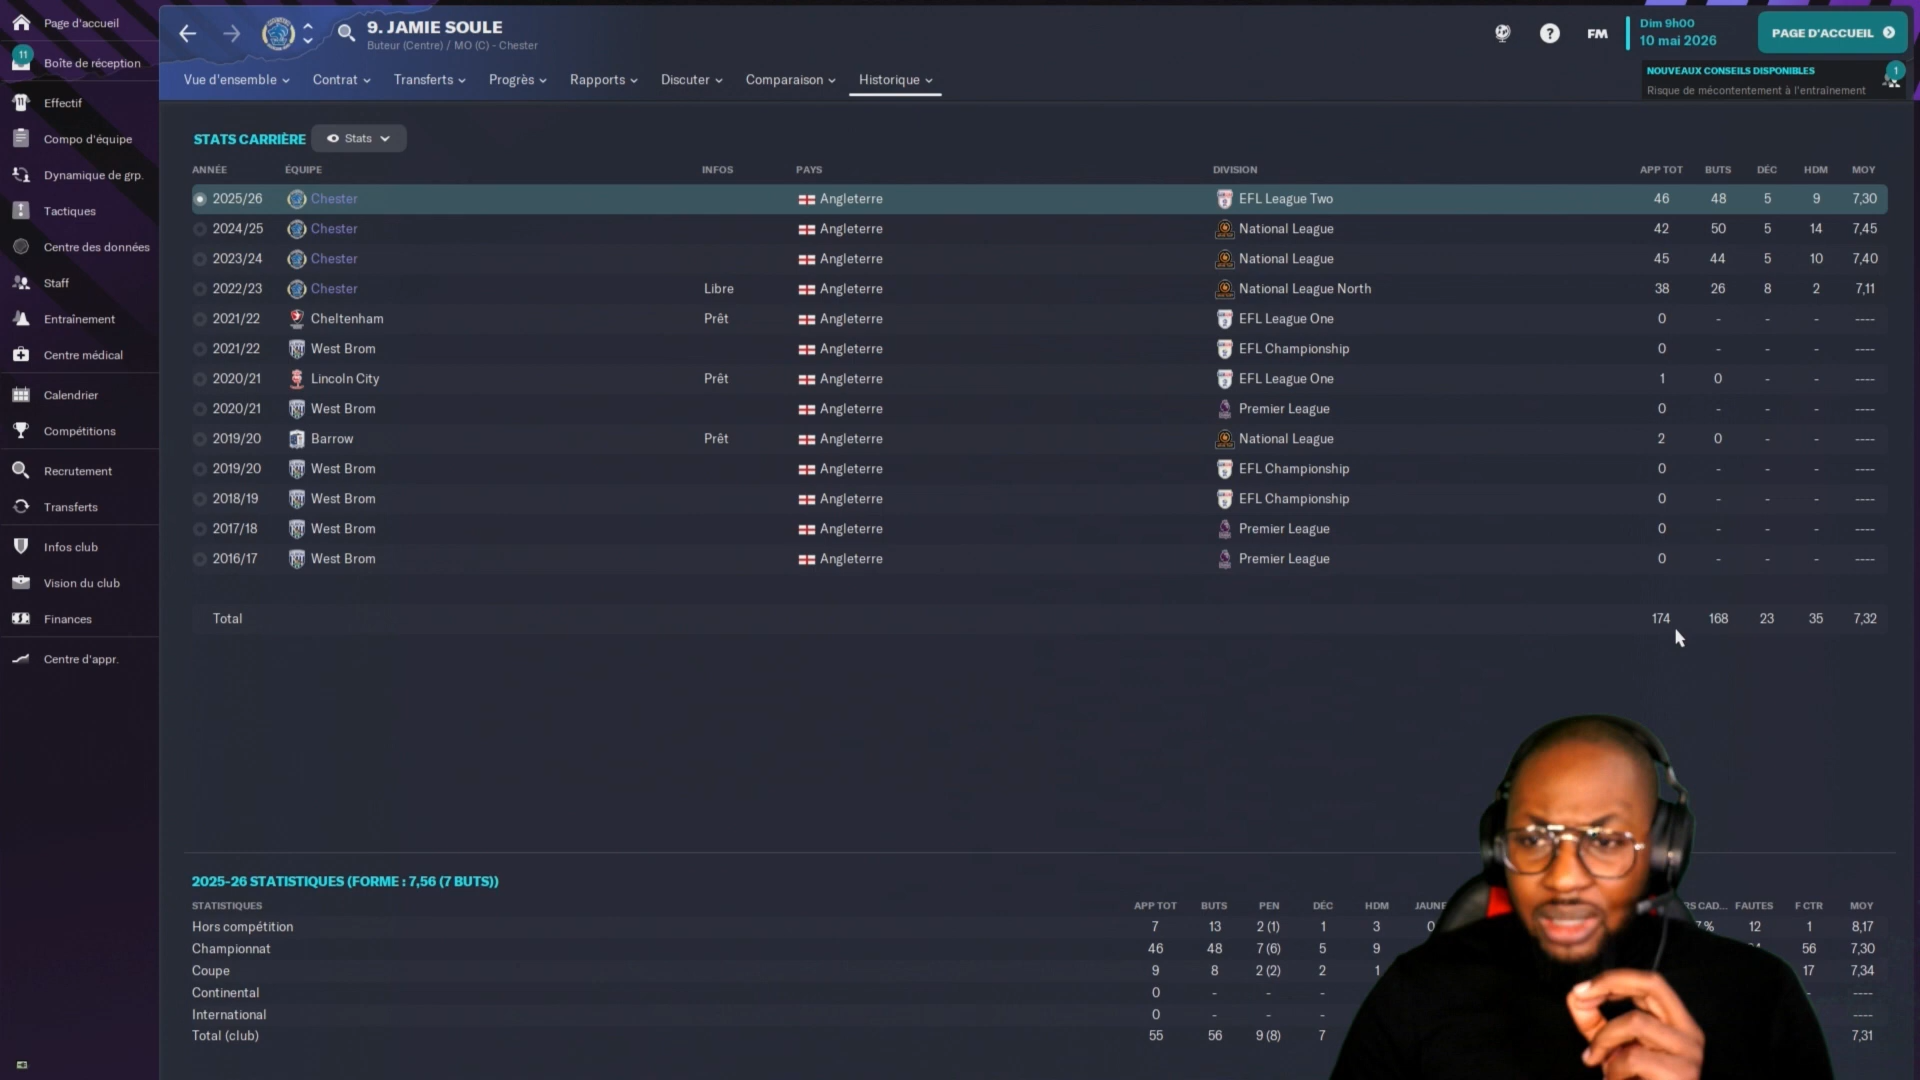 Page d'accueil
11
Boîte de réception
Effectif
Compo d'équipe
Dynamique de grp.
Tactiques
Centre des données
Staff
Entraînement
Centre médical
Calendrier
Compétitions
Recrutement
Transferts
Infos club
Vision du club
Finances
Centre d'appr.
9. JAMIE SOULE
Buteur (Centre) / MO (C) - Chester
FM
Dim 9h00
10 mai 2026
PAGE D'ACCUEIL
Vue d'ensemble Contrat Transferts Progrès Rapports Discuter Comparaison Historique
NOUVEAUX CONSEILS DISPONIBLES
1
Risque de mécontentement à l'entraînement
STATS CARRIÈRE Stats
ANNÉE ÉQUIPE INFOS PAYS DIVISION APP TOT BUTS DÉC HDM MOY
2025/26 Chester Angleterre EFL League Two 46 48 5 9 7,30
2024/25 Chester Angleterre National League 42 50 5 14 7,45
2023/24 Chester Angleterre National League 45 44 5 10 7,40
2022/23 Chester Libre Angleterre National League North 38 26 8 2 7,11
2021/22 Cheltenham Prêt Angleterre EFL League One 0 - - - ----
2021/22 West Brom Angleterre EFL Championship 0 - - - ----
2020/21 Lincoln City Prêt Angleterre EFL League One 1 0 - - ----
2020/21 West Brom Angleterre Premier League 0 - - - ----
2019/20 Barrow Prêt Angleterre National League 2 0 - - ----
2019/20 West Brom Angleterre EFL Championship 0 - - - ----
2018/19 West Brom Angleterre EFL Championship 0 - - - ----
2017/18 West Brom Angleterre Premier League 0 - - - ----
2016/17 West Brom Angleterre Premier League 0 - - - ----
Total 174 168 23 35 7,32
2025-26 STATISTIQUES (FORME : 7,56 (7 BUTS))
STATISTIQUES APP TOT BUTS PEN DÉC HDM JAUNE RS CAD... FAUTES F CTR MOY
Hors compétition 7 13 2 (1) 1 3 0 7% 12 1 8,17
Championnat 46 48 7 (6) 5 9 56 7,30
Coupe 9 8 2 (2) 2 1 17 7,34
Continental 0 - - - - ----
International 0 - - - ----
Total (club) 55 56 9 (8) 7 7,31